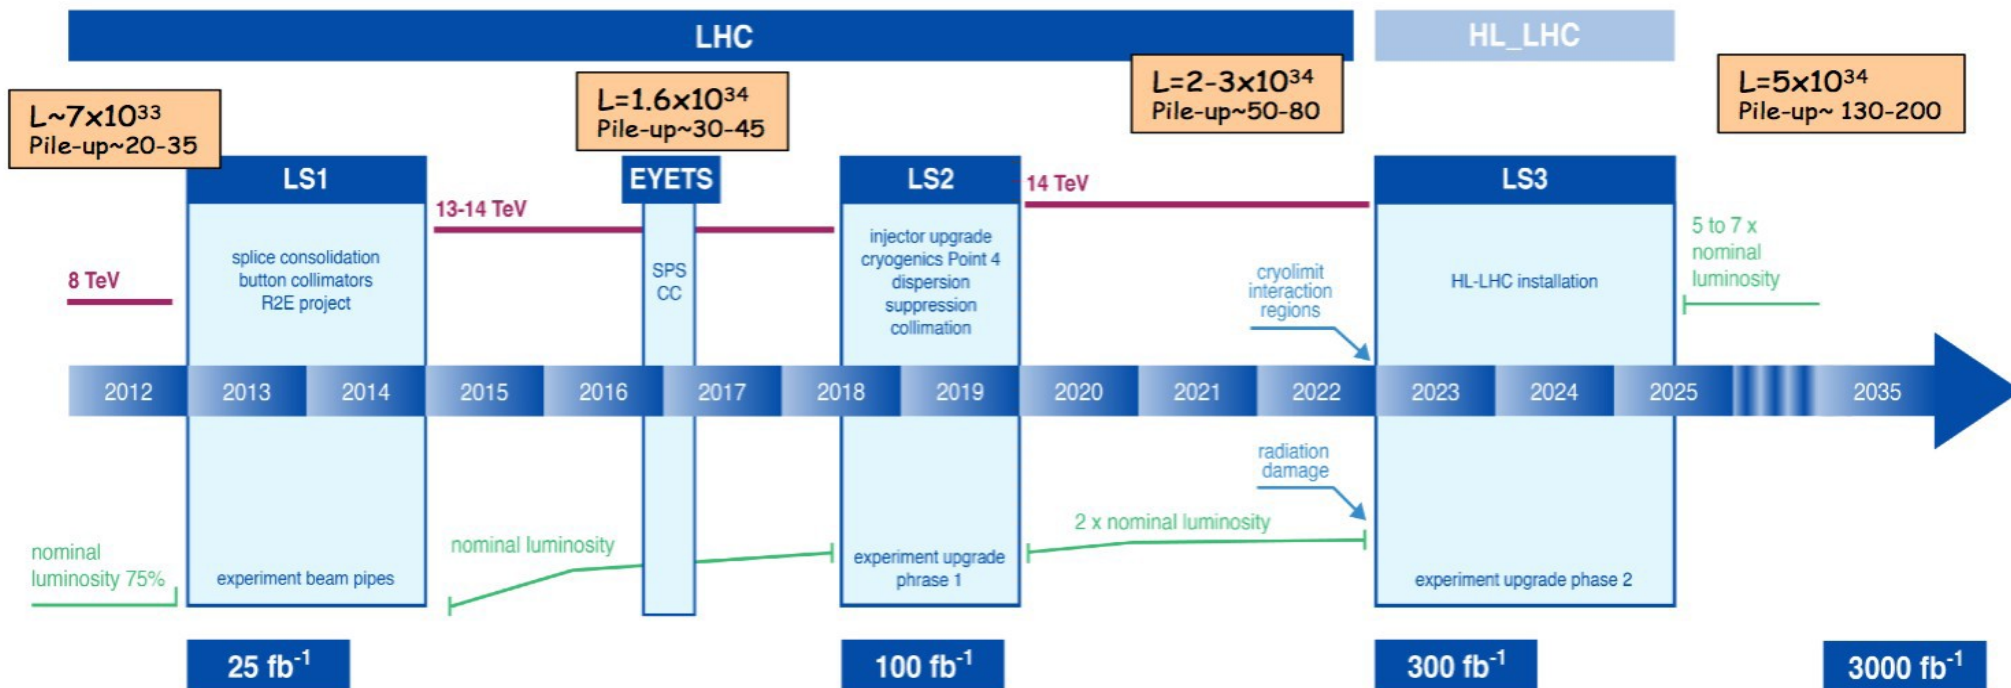 LHC
HL_LHC
L~7x10³³
Pile-up~20-35
L=1.6x10³⁴
Pile-up~30-45
L=2-3x10³⁴
Pile-up~50-80
L=5x10³⁴
Pile-up~ 130-200
LS1
EYETS
LS2
LS3
8 TeV
13-14 TeV
14 TeV
splice consolidation
button collimators
R2E project
SPS
CC
injector upgrade
cryogenics Point 4
dispersion
suppression
collimation
cryolimit
interaction
regions
HL-LHC installation
5 to 7 x
nominal
luminosity
2012
2013
2014
2015
2016
2017
2018
2019
2020
2021
2022
2023
2024
2025
2035
radiation
damage
nominal
luminosity 75%
experiment beam pipes
nominal luminosity
experiment upgrade
phrase 1
2 x nominal luminosity
experiment upgrade phase 2
25 fb⁻¹
100 fb⁻¹
300 fb⁻¹
3000 fb⁻¹